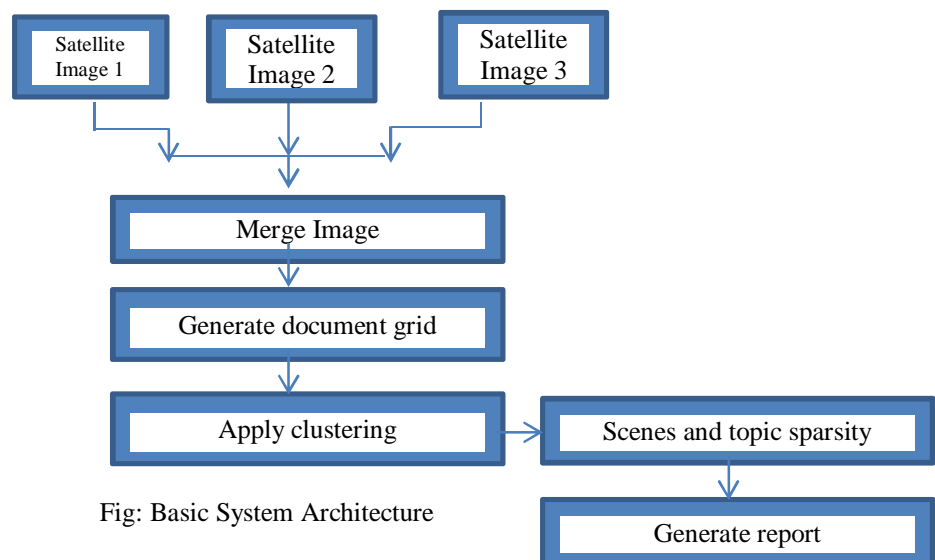 Satellite
Image 1
Satellite
Image 2
Satellite
Image 3
Merge Image
Generate document grid
Apply clustering
Scenes and topic sparsity
Fig: Basic System Architecture
Generate report